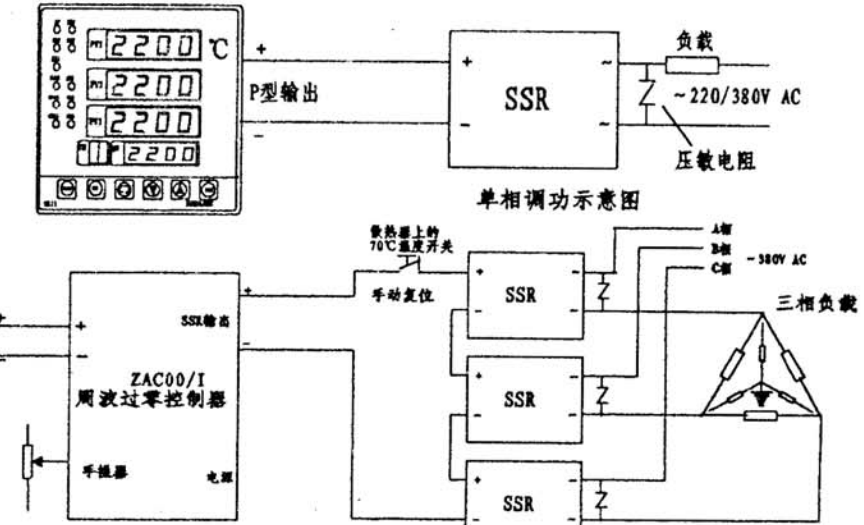 2200 ℃
2200
2200
1 2200
+
P型输出
-
+ ~
SSR
- ~
负载
~220/380V AC
压敏电阻
单相调功示意图
散热器上的
70℃温度开关
手动复位
A相
B相
C相
~380V AC
三相负载
+ +
SSR输出
- -
ZAC00/I
周波过零控制器
手操器
电源
+ ~
SSR
- ~
+ ~
SSR
- ~
+ ~
SSR
- ~